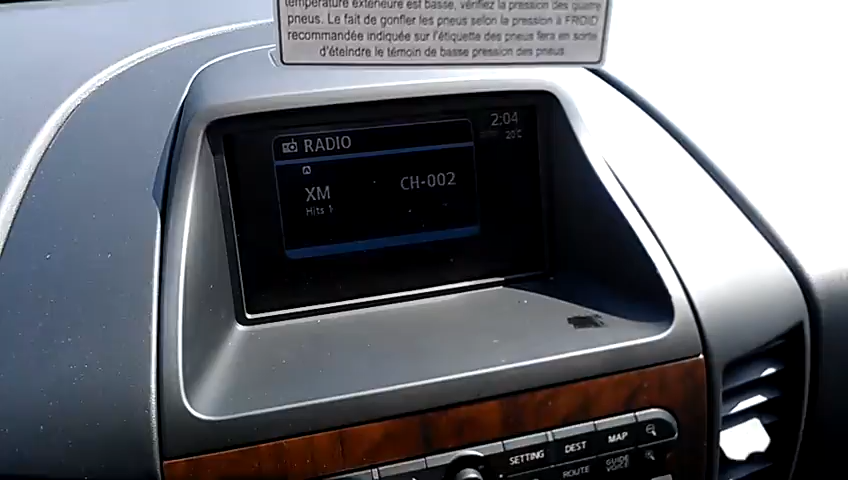 température extérieure est basse, vérifiez la pression des quatre
pneus. Le fait de gonfler les pneus selon la pression à FROID
recommandée indiquée sur l'étiquette des pneus fera en sorte
d'éteindre le témoin de basse pression des pneus.
RADIO
2:04
20°C
A
XM
CH-002
Hits 1
SETTING
DEST
MAP
ROUTE
GUIDE
VOICE